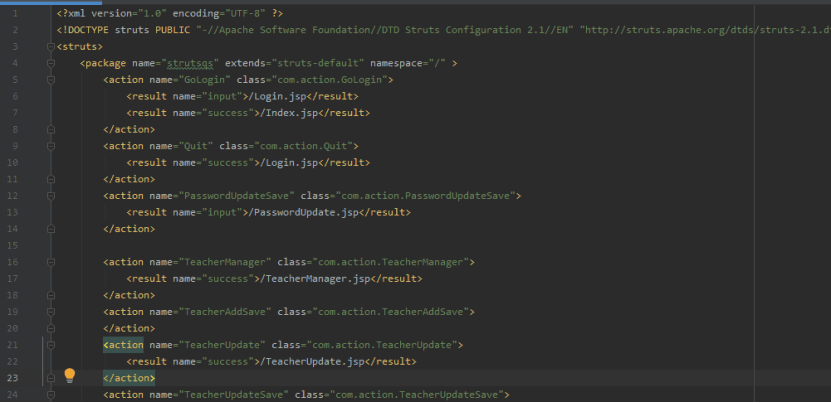 1 <?xml version="1.0" encoding="UTF-8" ?>
2 <!DOCTYPE struts PUBLIC "-//Apache Software Foundation//DTD Struts Configuration 2.1//EN" "http://struts.apache.org/dtds/struts-2.1.d
3 <struts>
4 <package name="strutsqs" extends="struts-default" namespace="/" >
5 <action name="GoLogin" class="com.action.GoLogin">
6 <result name="input">/Login.jsp</result>
7 <result name="success">/Index.jsp</result>
8 </action>
9 <action name="Quit" class="com.action.Quit">
10 <result name="success">/Login.jsp</result>
11 </action>
12 <action name="PasswordUpdateSave" class="com.action.PasswordUpdateSave">
13 <result name="input">/PasswordUpdate.jsp</result>
14 </action>
15
16 <action name="TeacherManager" class="com.action.TeacherManager">
17 <result name="success">/TeacherManager.jsp</result>
18 </action>
19 <action name="TeacherAddSave" class="com.action.TeacherAddSave">
20 </action>
21 <action name="TeacherUpdate" class="com.action.TeacherUpdate">
22 <result name="success">/TeacherUpdate.jsp</result>
23 </action>
24 <action name="TeacherUpdateSave" class="com.action.TeacherUpdateSave">